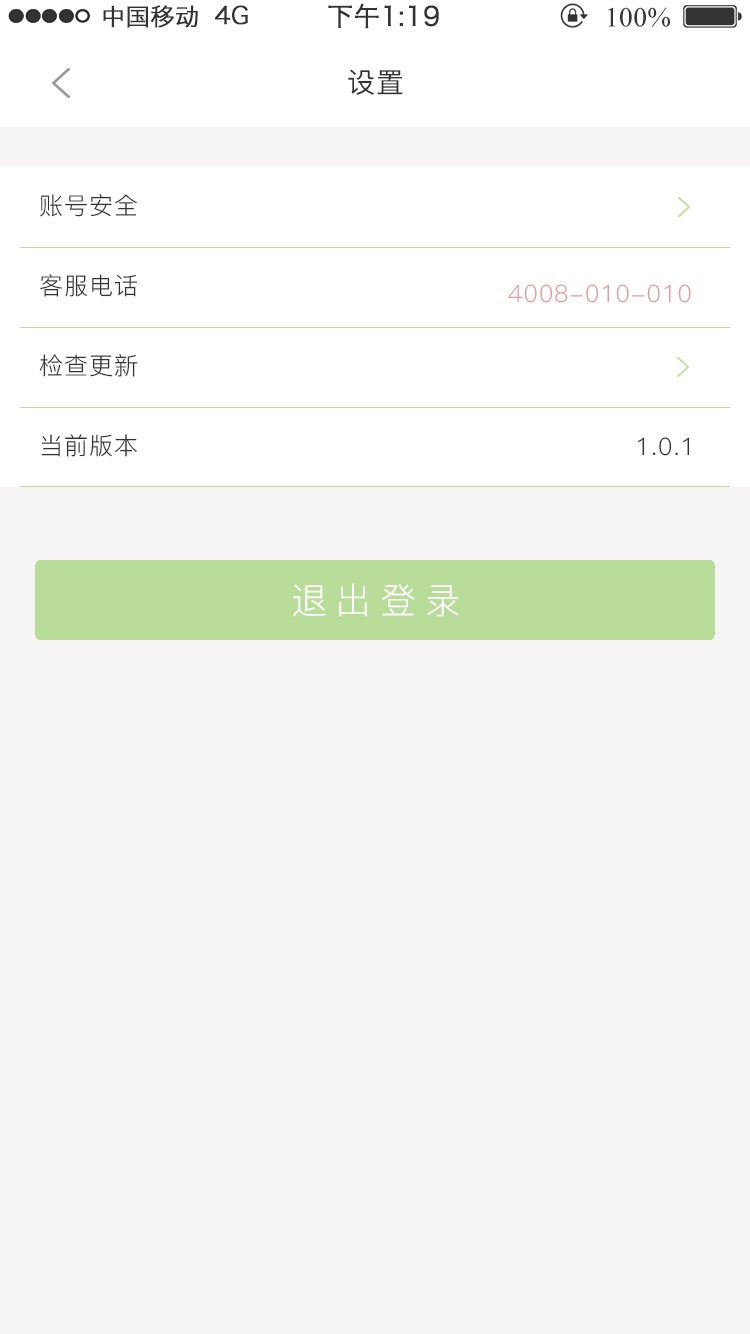 中国移动 4G 下午1:19 100%
设置
账号安全
客服电话 4008-010-010
检查更新
当前版本 1.0.1
退出登录